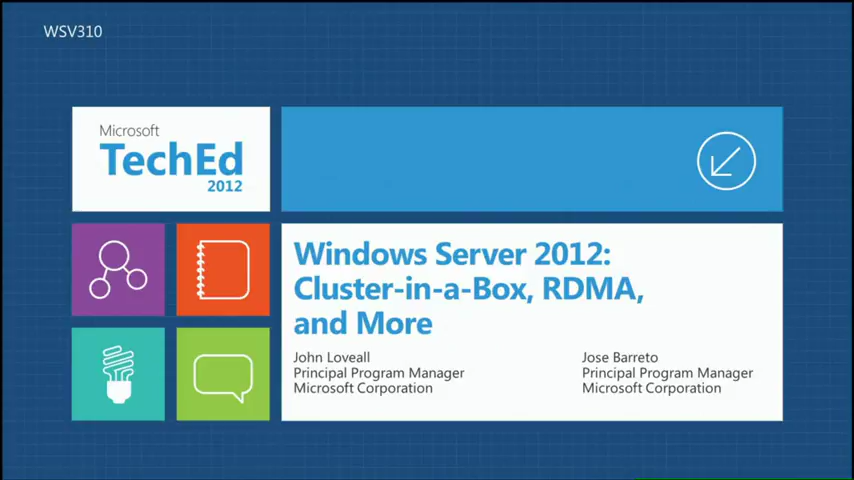 WSV310
Microsoft
TechEd
2012
Windows Server 2012:
Cluster-in-a-Box, RDMA,
and More
John Loveall
Principal Program Manager
Microsoft Corporation
Jose Barreto
Principal Program Manager
Microsoft Corporation